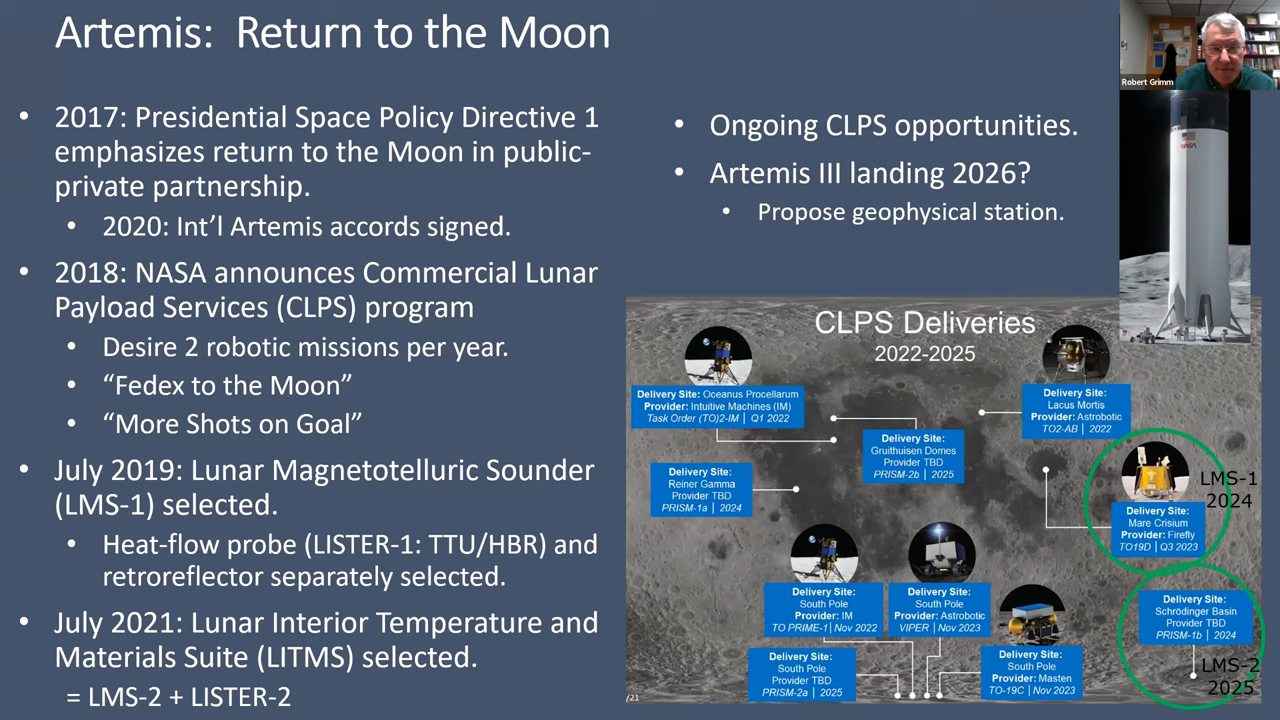 Artemis: Return to the Moon
• 2017: Presidential Space Policy Directive 1
emphasizes return to the Moon in public-
private partnership.
• 2020: Int’l Artemis accords signed.
• 2018: NASA announces Commercial Lunar
Payload Services (CLPS) program
• Desire 2 robotic missions per year.
• “Fedex to the Moon”
• “More Shots on Goal”
• July 2019: Lunar Magnetotelluric Sounder
(LMS-1) selected.
• Heat-flow probe (LISTER-1: TTU/HBR) and
retroreflector separately selected.
• July 2021: Lunar Interior Temperature and
Materials Suite (LITMS) selected.
= LMS-2 + LISTER-2
• Ongoing CLPS opportunities.
• Artemis III landing 2026?
• Propose geophysical station.
Robert Grimm
NASA
CLPS Deliveries
2022-2025
Delivery Site: Oceanus Procellarum
Provider: Intuitive Machines (IM)
Task Order (TO)2-IM | Q1 2022
Delivery Site:
Lacus Mortis
Provider: Astrobotic
TO2-AB | 2022
Delivery Site:
Gruithuisen Domes
Provider TBD
PRISM-2b | 2025
Delivery Site:
Reiner Gamma
Provider TBD
PRISM-1a | 2024
LMS-1
2024
Delivery Site:
Mare Crisium
Provider: Firefly
TO19D | Q3 2023
Delivery Site:
South Pole
Provider: IM
TO PRIME-1| Nov 2022
Delivery Site:
South Pole
Provider: Astrobotic
VIPER | Nov 2023
Delivery Site:
Schrödinger Basin
Provider TBD
PRISM-1b | 2024
Delivery Site:
South Pole
Provider TBD
PRISM-2a | 2025
Delivery Site:
South Pole
Provider: Masten
TO-19C | Nov 2023
LMS-2
2025
/21